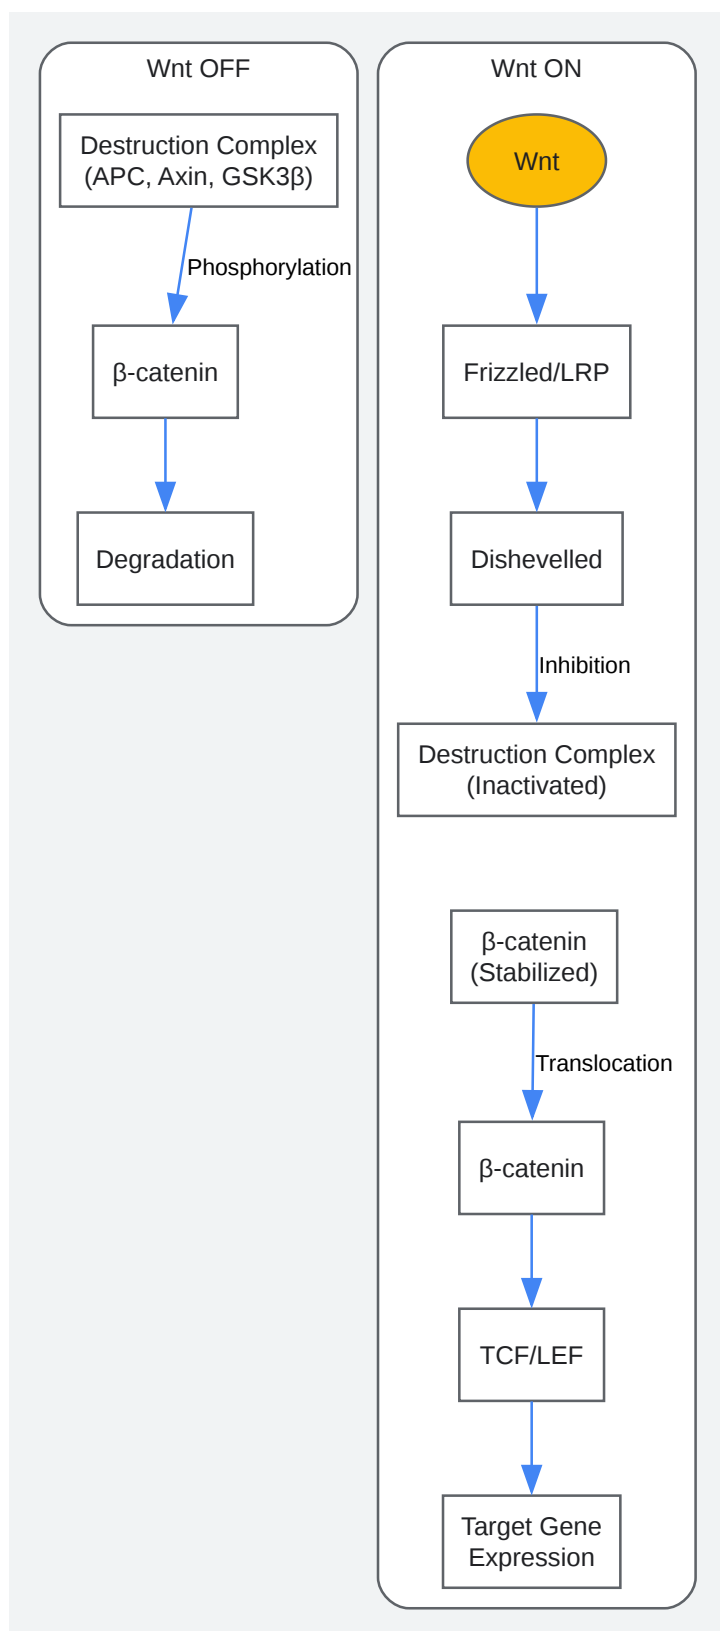 Wnt OFF
Destruction Complex
(APC, Axin, GSK3β)
Phosphorylation
β-catenin
Degradation
Wnt ON
Wnt
Frizzled/LRP
Dishevelled
Inhibition
Destruction Complex
(Inactivated)
β-catenin
(Stabilized)
Translocation
β-catenin
TCF/LEF
Target Gene
Expression